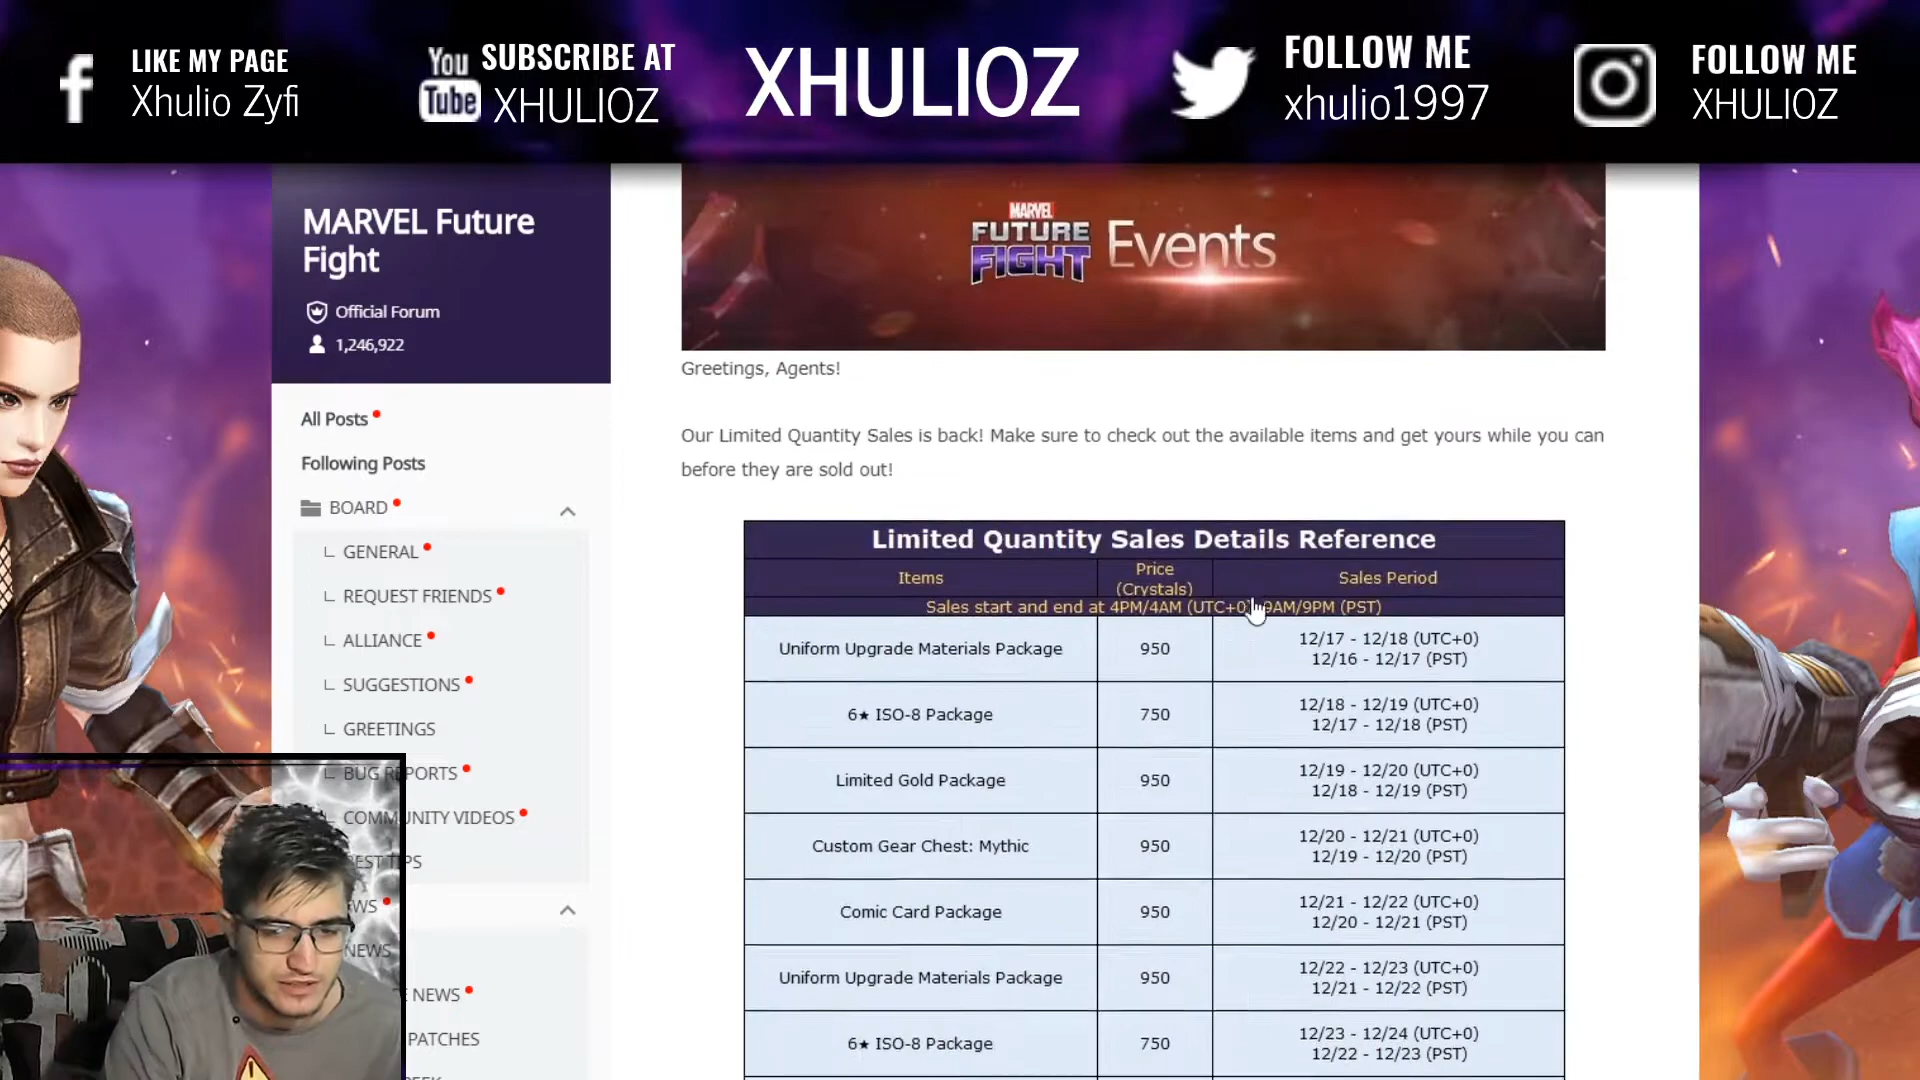 LIKE MY PAGE
Xhulio Zyfi
You
Tube
SUBSCRIBE AT
XHULIOZ
XHULIOZ
FOLLOW ME
xhulio1997
FOLLOW ME
XHULIOZ
MARVEL Future
Fight
Official Forum
1,246,922
All Posts
Following Posts
BOARD
GENERAL
REQUEST FRIENDS
ALLIANCE
SUGGESTIONS
GREETINGS
BUG REPORTS
COMMUNITY VIDEOS
TIPS
NEWS
NEWS
PATCHES
MARVEL
FUTURE
FIGHT
Events
Greetings, Agents!
Our Limited Quantity Sales is back! Make sure to check out the available items and get yours while you can
before they are sold out!
Limited Quantity Sales Details Reference
Items
Price
(Crystals)
Sales Period
Sales start and end at 4PM/4AM (UTC+0) 9AM/9PM (PST)
Uniform Upgrade Materials Package
950
12/17 - 12/18 (UTC+0)
12/16 - 12/17 (PST)
6★ ISO-8 Package
750
12/18 - 12/19 (UTC+0)
12/17 - 12/18 (PST)
Limited Gold Package
950
12/19 - 12/20 (UTC+0)
12/18 - 12/19 (PST)
Custom Gear Chest: Mythic
950
12/20 - 12/21 (UTC+0)
12/19 - 12/20 (PST)
Comic Card Package
950
12/21 - 12/22 (UTC+0)
12/20 - 12/21 (PST)
Uniform Upgrade Materials Package
950
12/22 - 12/23 (UTC+0)
12/21 - 12/22 (PST)
6★ ISO-8 Package
750
12/23 - 12/24 (UTC+0)
12/22 - 12/23 (PST)